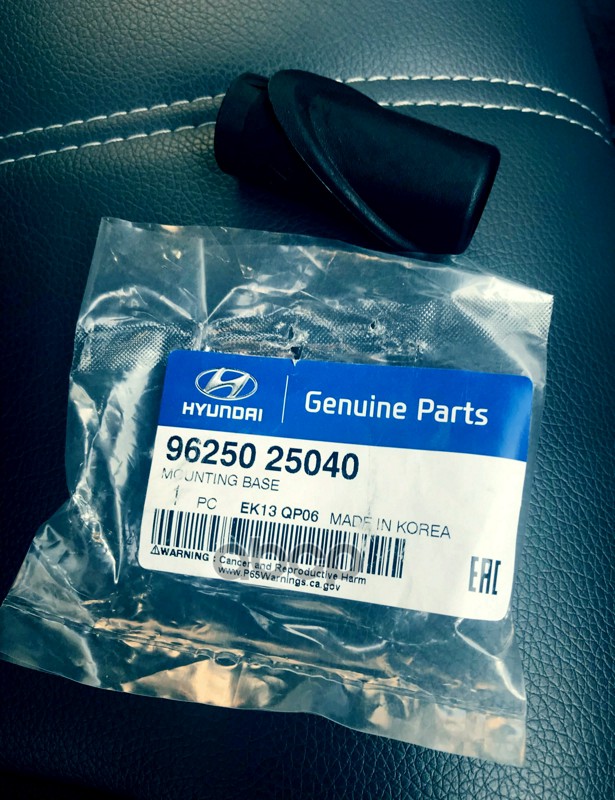 HYUNDAI Genuine Parts
96250 25040
MOUNTING BASE
1 PC EK13 QP06 MADE IN KOREA
WARNING : Cancer and Reproductive Harm
www.P65Warnings.ca.gov
EAC